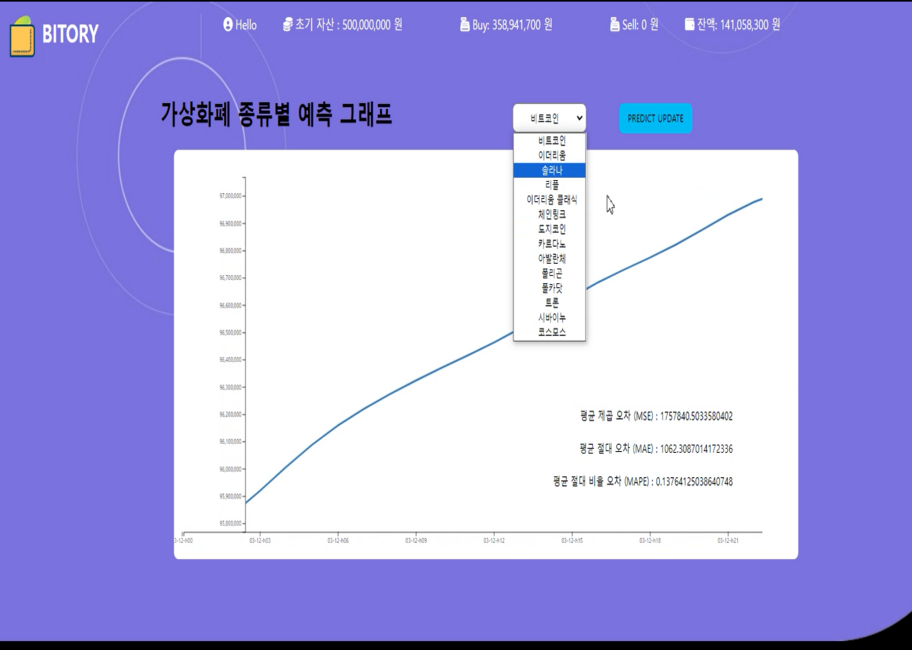 BITORY
Hello
초기 자산 : 500,000,000 원
Buy: 358,941,700 원
Sell: 0 원
잔액: 141,058,300 원
가상화폐 종류별 예측 그래프
비트코인
PREDICT UPDATE
비트코인
이더리움
솔라나
리플
이더리움 클래식
체인링크
도지코인
카르다노
아발란체
폴리곤
폴카닷
트론
시바이누
코스모스
97,000,000
96,900,000
96,800,000
96,700,000
96,600,000
96,500,000
96,400,000
96,300,000
96,200,000
96,100,000
96,000,000
95,900,000
95,800,000
평균 제곱 오차 (MSE) : 1757840.5033580402
평균 절대 오차 (MAE) : 1062.3087014172336
평균 절대 비율 오차 (MAPE) : 0.13764125038640748
3-12-h00
03-12-h03
03-12-h06
03-12-h09
03-12-h12
03-12-h15
03-12-h18
03-12-h21